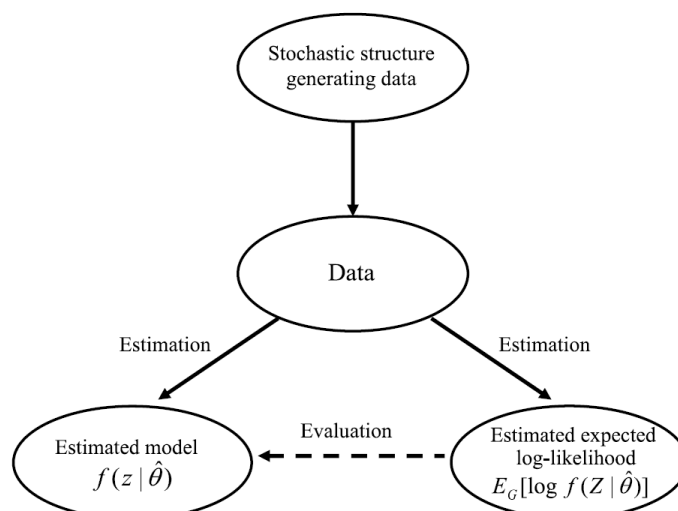 Stochastic structure
generating data
Data
Estimation
Estimation
Estimated model
f(z | θ̂)
Evaluation
Estimated expected
log-likelihood
E_G[log f(Z | θ̂)]